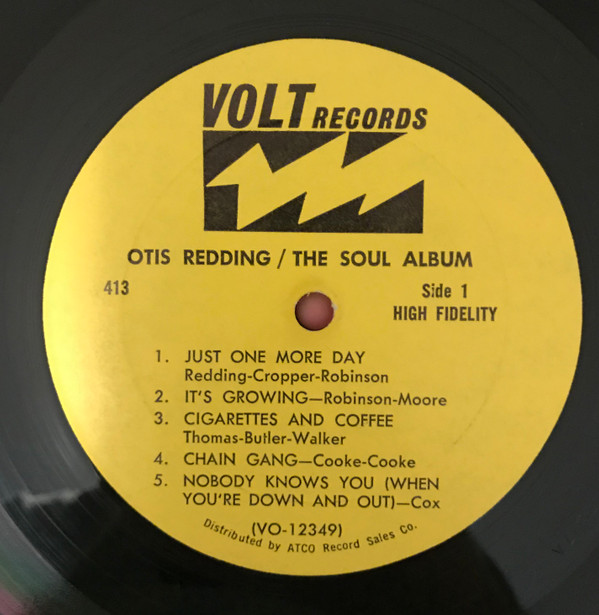 VOLT RECORDS
OTIS REDDING / THE SOUL ALBUM
413
Side 1
HIGH FIDELITY
1. JUST ONE MORE DAY
Redding-Cropper-Robinson
2. IT'S GROWING—Robinson-Moore
3. CIGARETTES AND COFFEE
Thomas-Butler-Walker
4. CHAIN GANG—Cooke-Cooke
5. NOBODY KNOWS YOU (WHEN
YOU'RE DOWN AND OUT)—Cox
(VO-12349)
Distributed by ATCO Record Sales Co.